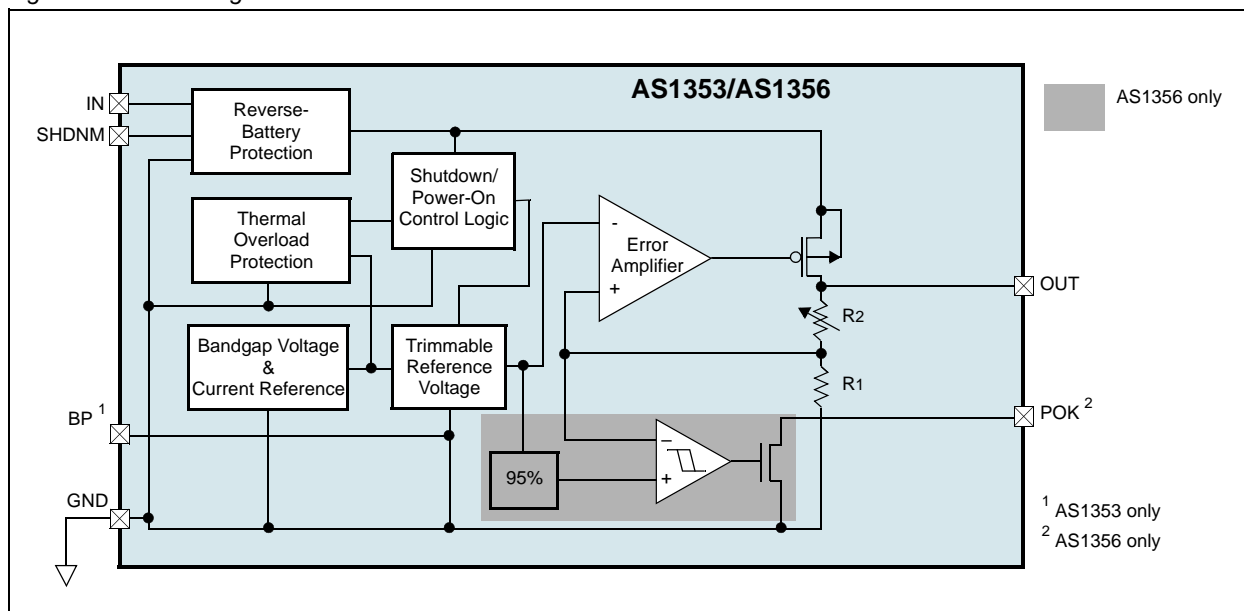 AS1353/AS1356
AS1356 only
IN
SHDNM
Reverse-
Battery
Protection
Shutdown/
Power-On
Control Logic
Thermal
Overload
Protection
-
Error
Amplifier
+
OUT
R2
Bandgap Voltage
&
Current Reference
Trimmable
Reference
Voltage
R1
BP 1
POK 2
–
95%
+
GND
1 AS1353 only
2 AS1356 only